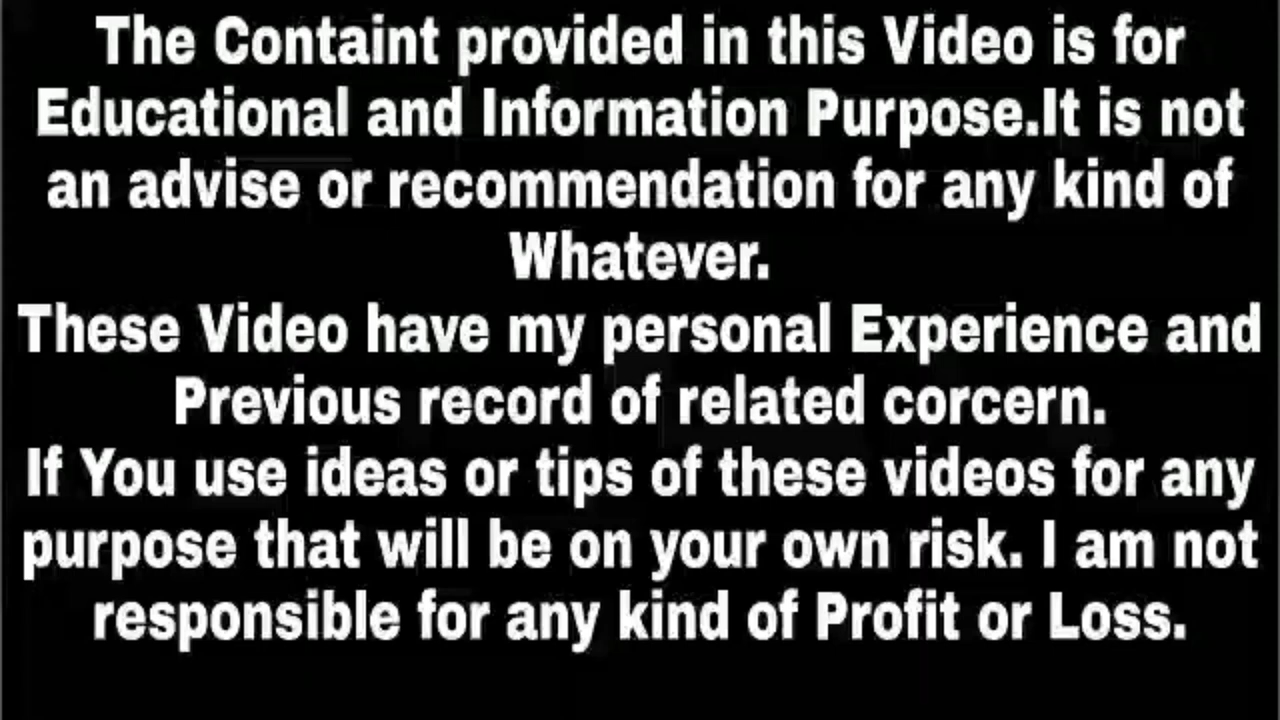 The Containt provided in this Video is for
Educational and Information Purpose.It is not
an advise or recommendation for any kind of
Whatever.
These Video have my personal Experience and
Previous record of related corcern.
If You use ideas or tips of these videos for any
purpose that will be on your own risk. I am not
responsible for any kind of Profit or Loss.